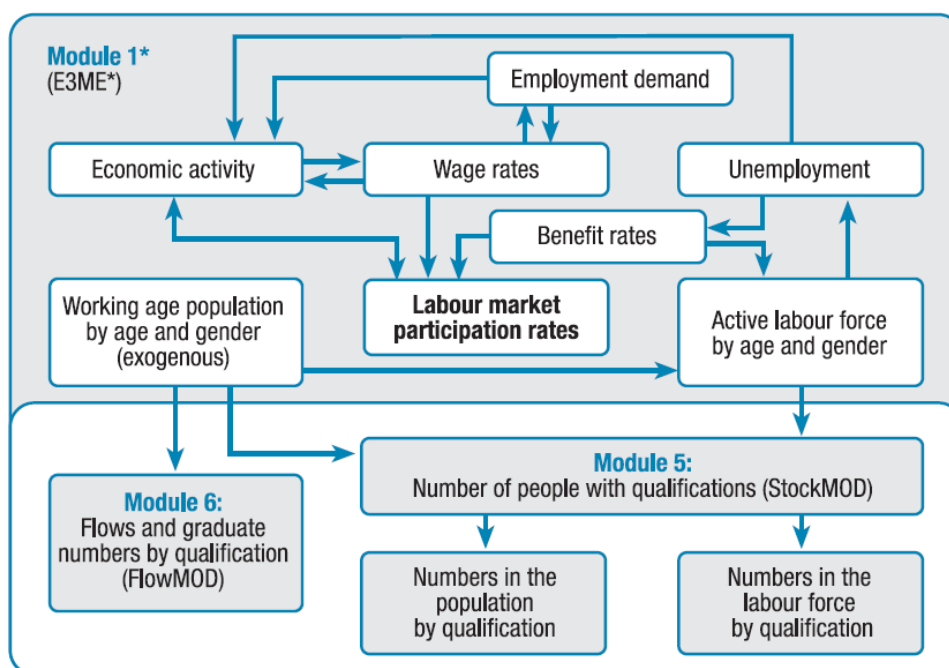 Module 1*
(E3ME*)
Employment demand
Economic activity
Wage rates
Unemployment
Benefit rates
Working age population
by age and gender
(exogenous)
Labour market
participation rates
Active labour force
by age and gender
Module 5:
Number of people with qualifications (StockMOD)
Module 6:
Flows and graduate
numbers by qualification
(FlowMOD)
Numbers in the
population
by qualification
Numbers in the
labour force
by qualification